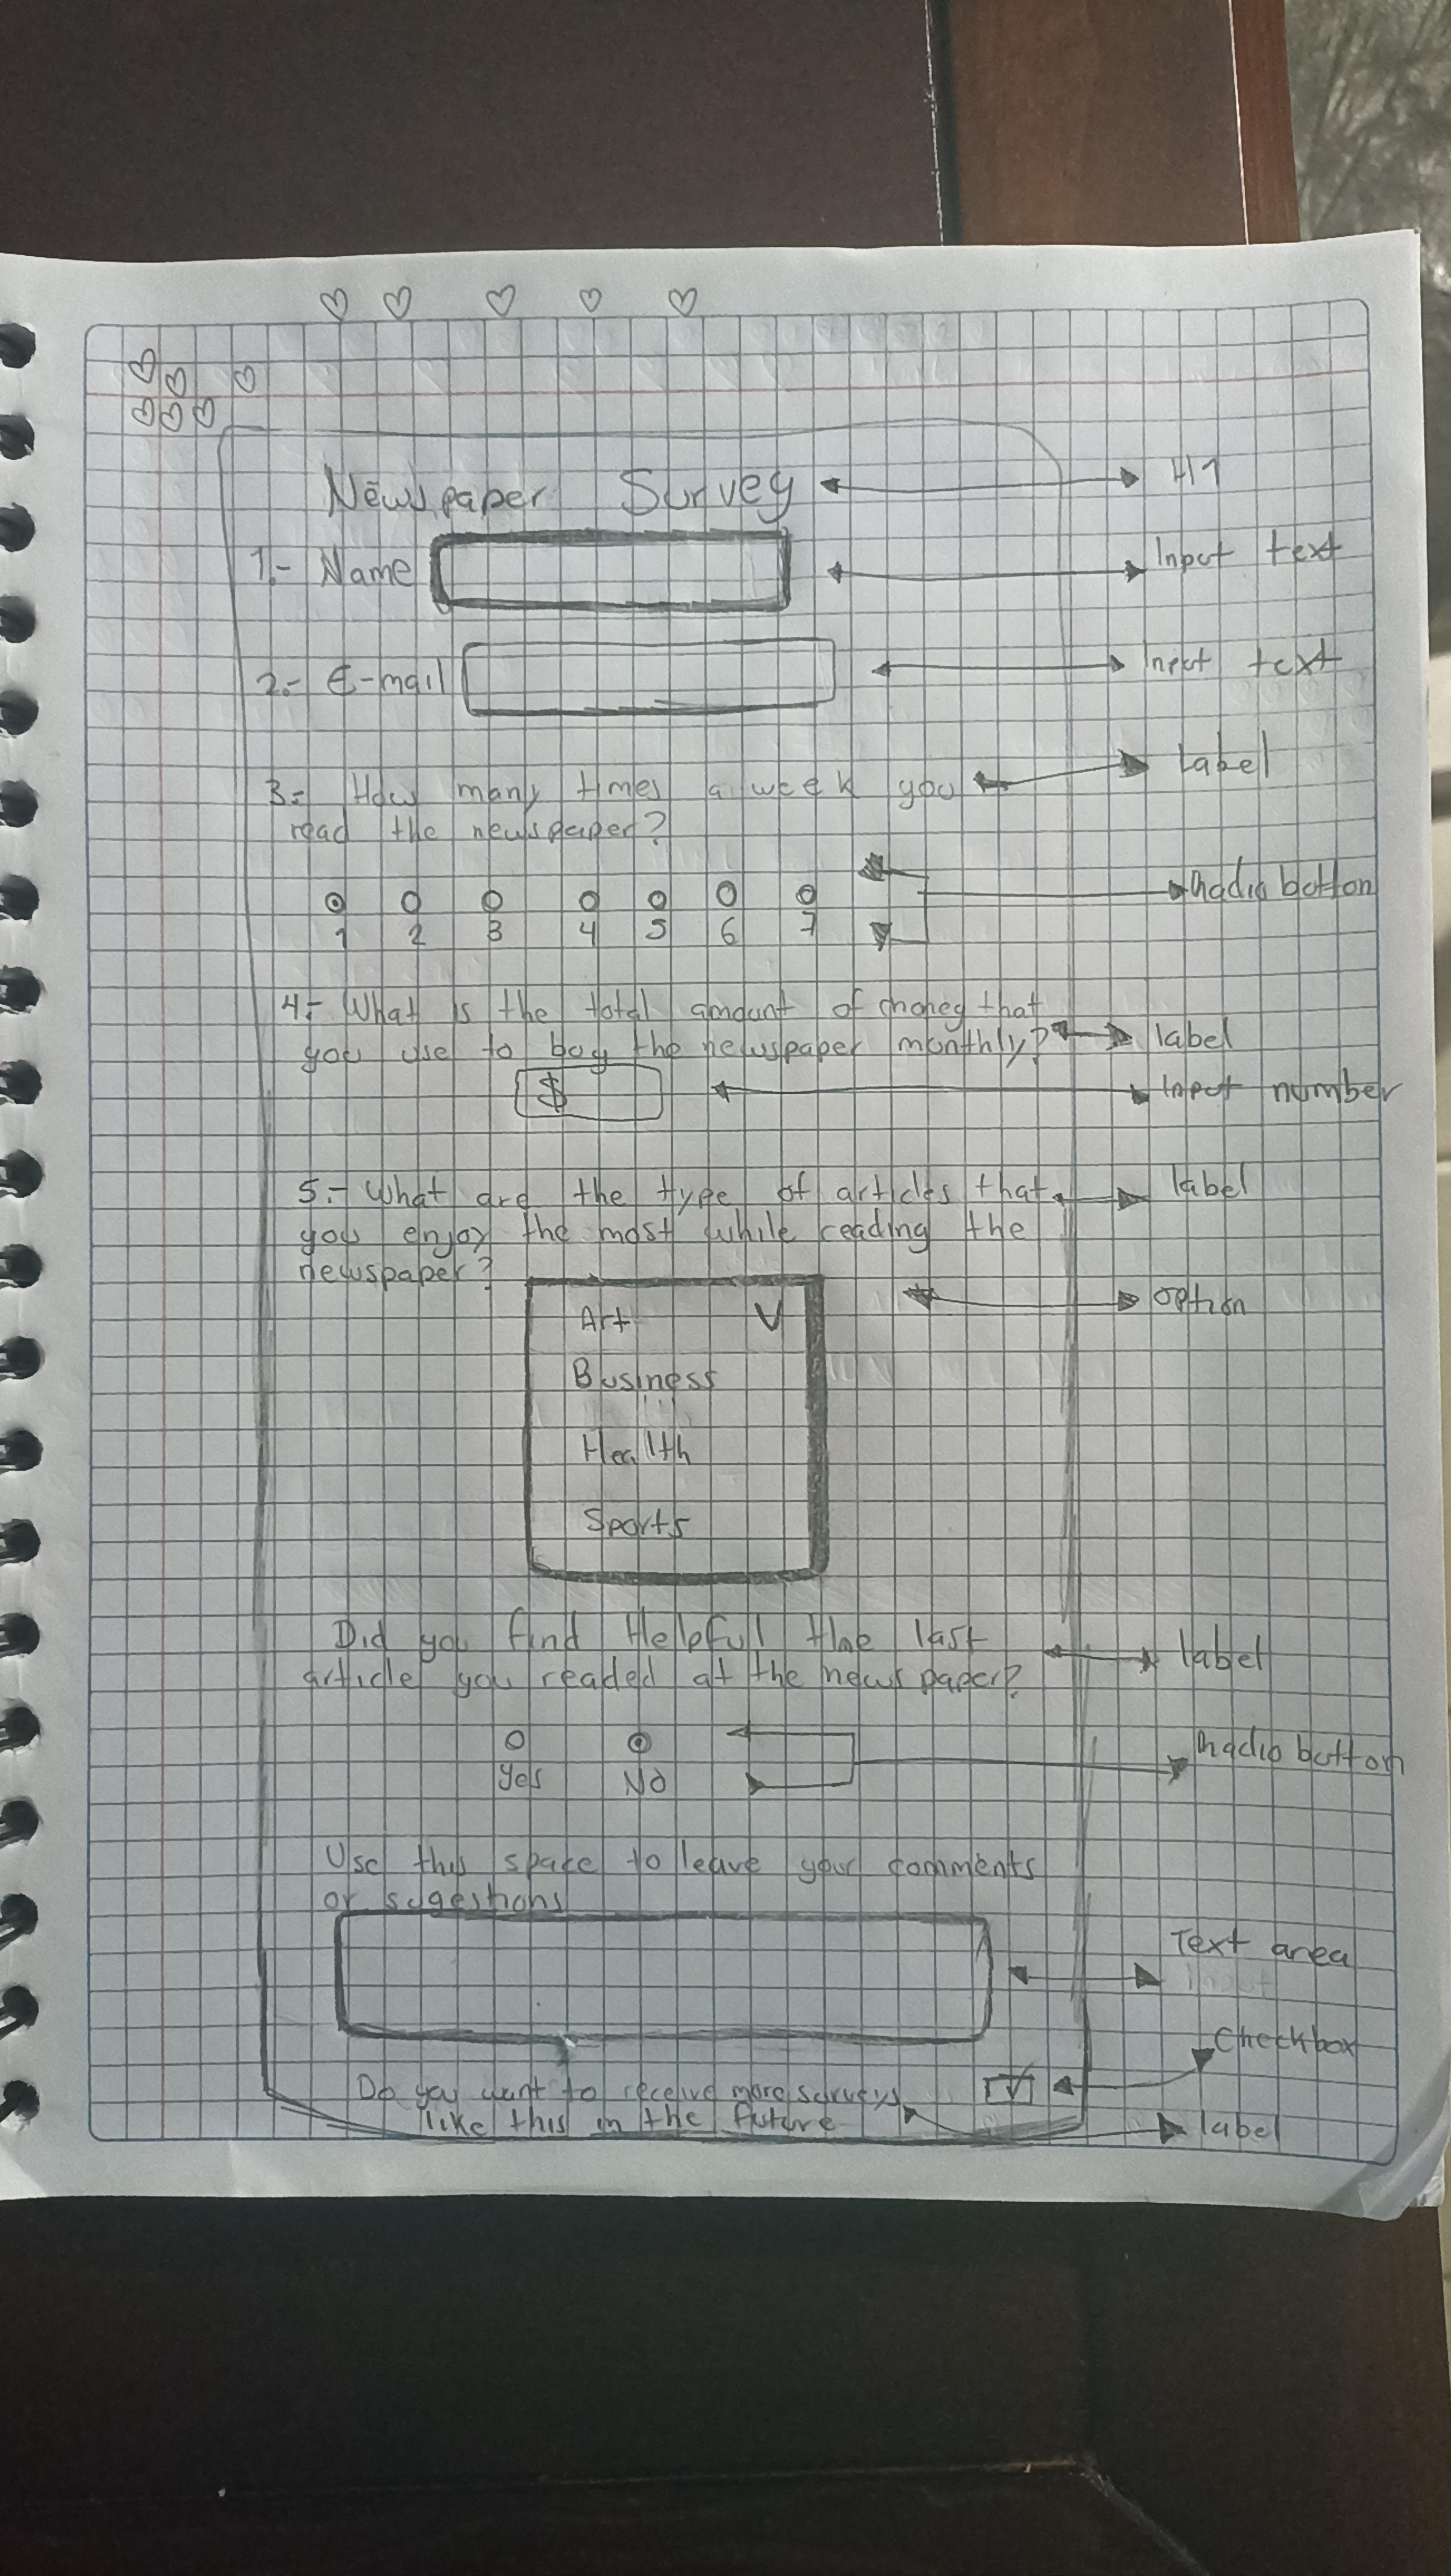 Newspaper Survey
H1
1.- Name
Input text
2.- E-mail
Input text
3.- How many times a week you
label
read the newspaper?
Radio button
1 2 3 4 5 6 7
4.- What is the total amount of money that
you use to buy the newspaper monthly?
label
$
Input number
5.- What are the type of articles that
label
you enjoy the most while reading the
newspaper?
option
Art V
Business
Health
Sports
Did you find Helpful the last
label
article you readed at the newspaper?
Radio button
Yes No
Use this space to leave your comments
or sugestions
Text area
Checkbox
Do you want to receive more surveys
like this in the future
label